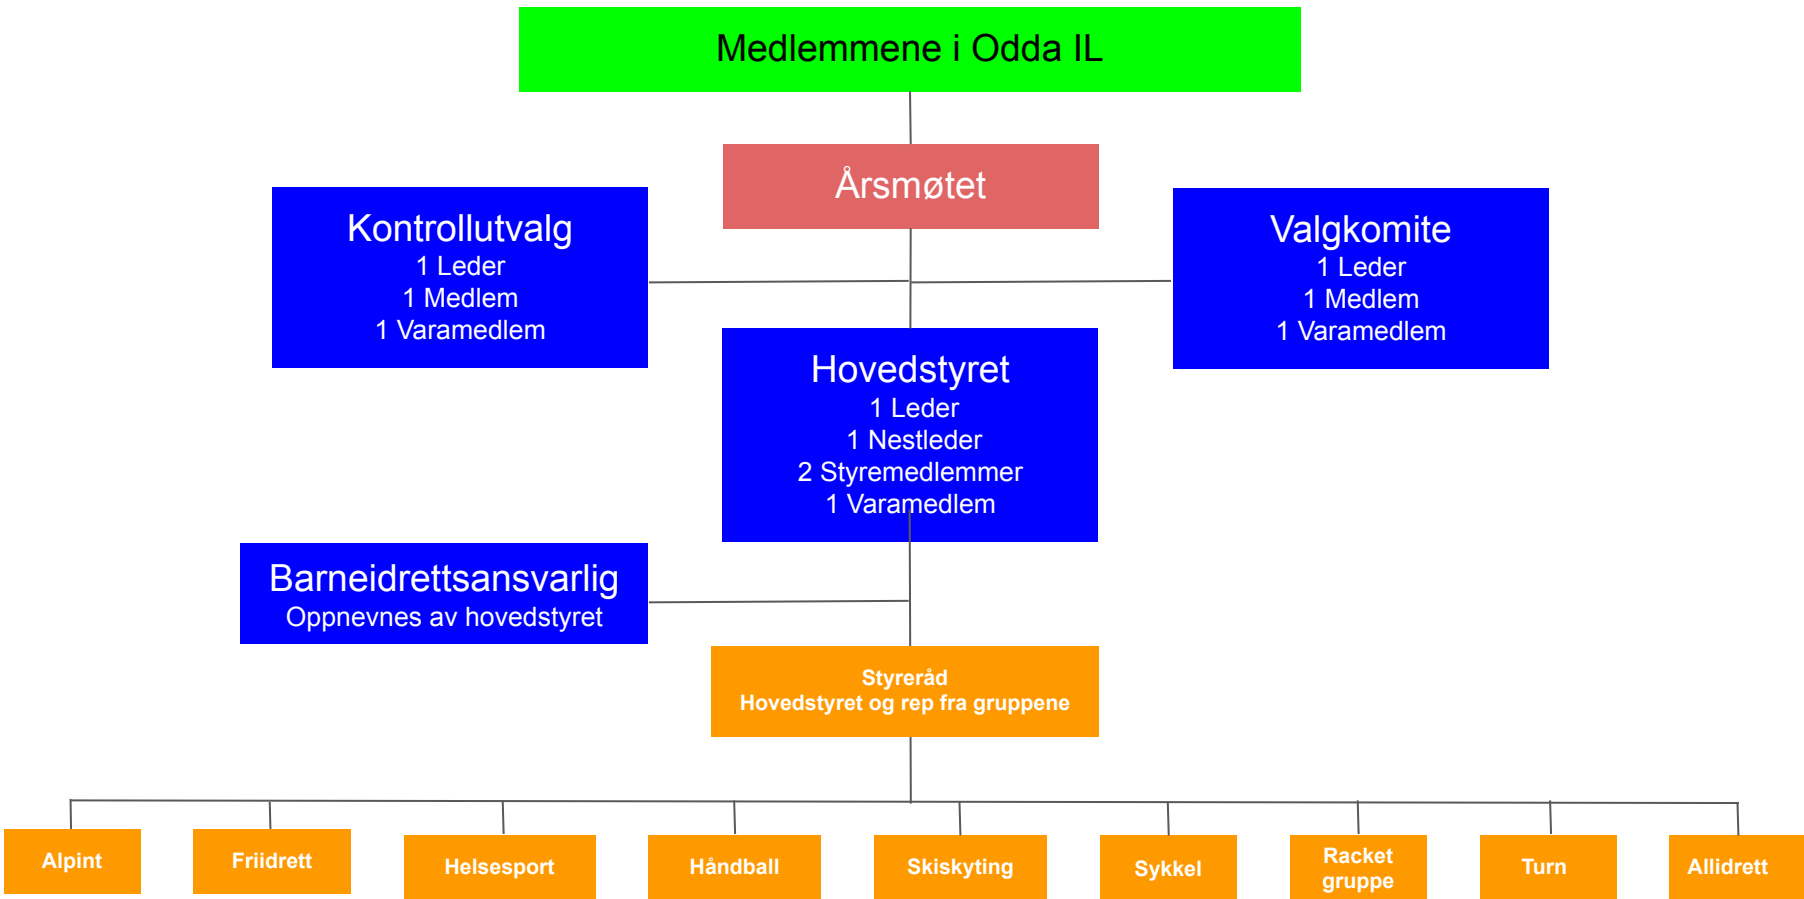 Medlemmene i Odda IL
Årsmøtet
Kontrollutvalg
1 Leder
1 Medlem
1 Varamedlem
Valgkomite
1 Leder
1 Medlem
1 Varamedlem
Hovedstyret
1 Leder
1 Nestleder
2 Styremedlemmer
1 Varamedlem
Barneidrettsansvarlig
Oppnevnes av hovedstyret
Styreråd
Hovedstyret og rep fra gruppene
Alpint
Friidrett
Helsesport
Håndball
Skiskyting
Sykkel
Racket
gruppe
Turn
Allidrett